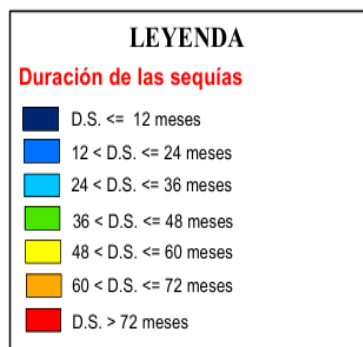 LEYENDA
Duración de las sequías
D.S. <= 12 meses
12 < D.S. <= 24 meses
24 < D.S. <= 36 meses
36 < D.S. <= 48 meses
48 < D.S. <= 60 meses
60 < D.S. <= 72 meses
D.S. > 72 meses